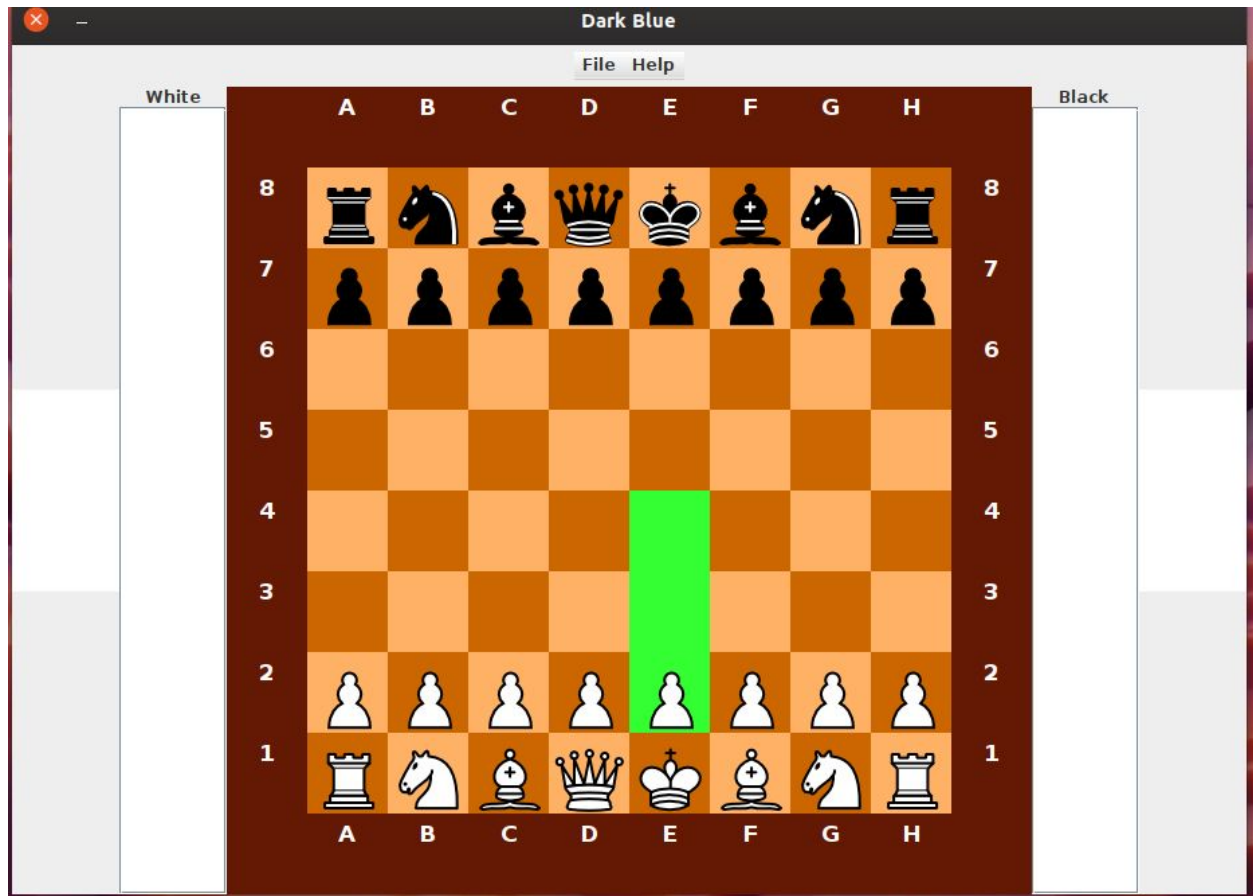 Dark Blue
File Help
White
Black
A B C D E F G H
8 8
7 7
6 6
5 5
4 4
3 3
2 2
1 1
A B C D E F G H